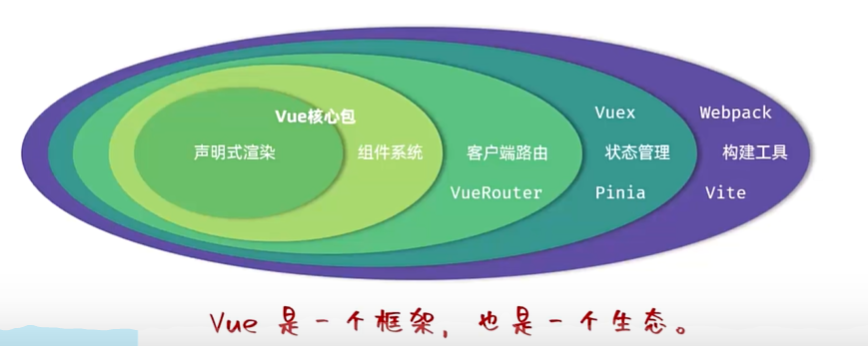 Vue核心包
声明式渲染
组件系统
客户端路由
VueRouter
Vuex
状态管理
Pinia
Webpack
构建工具
Vite
Vue 是一个框架，也是一个生态。